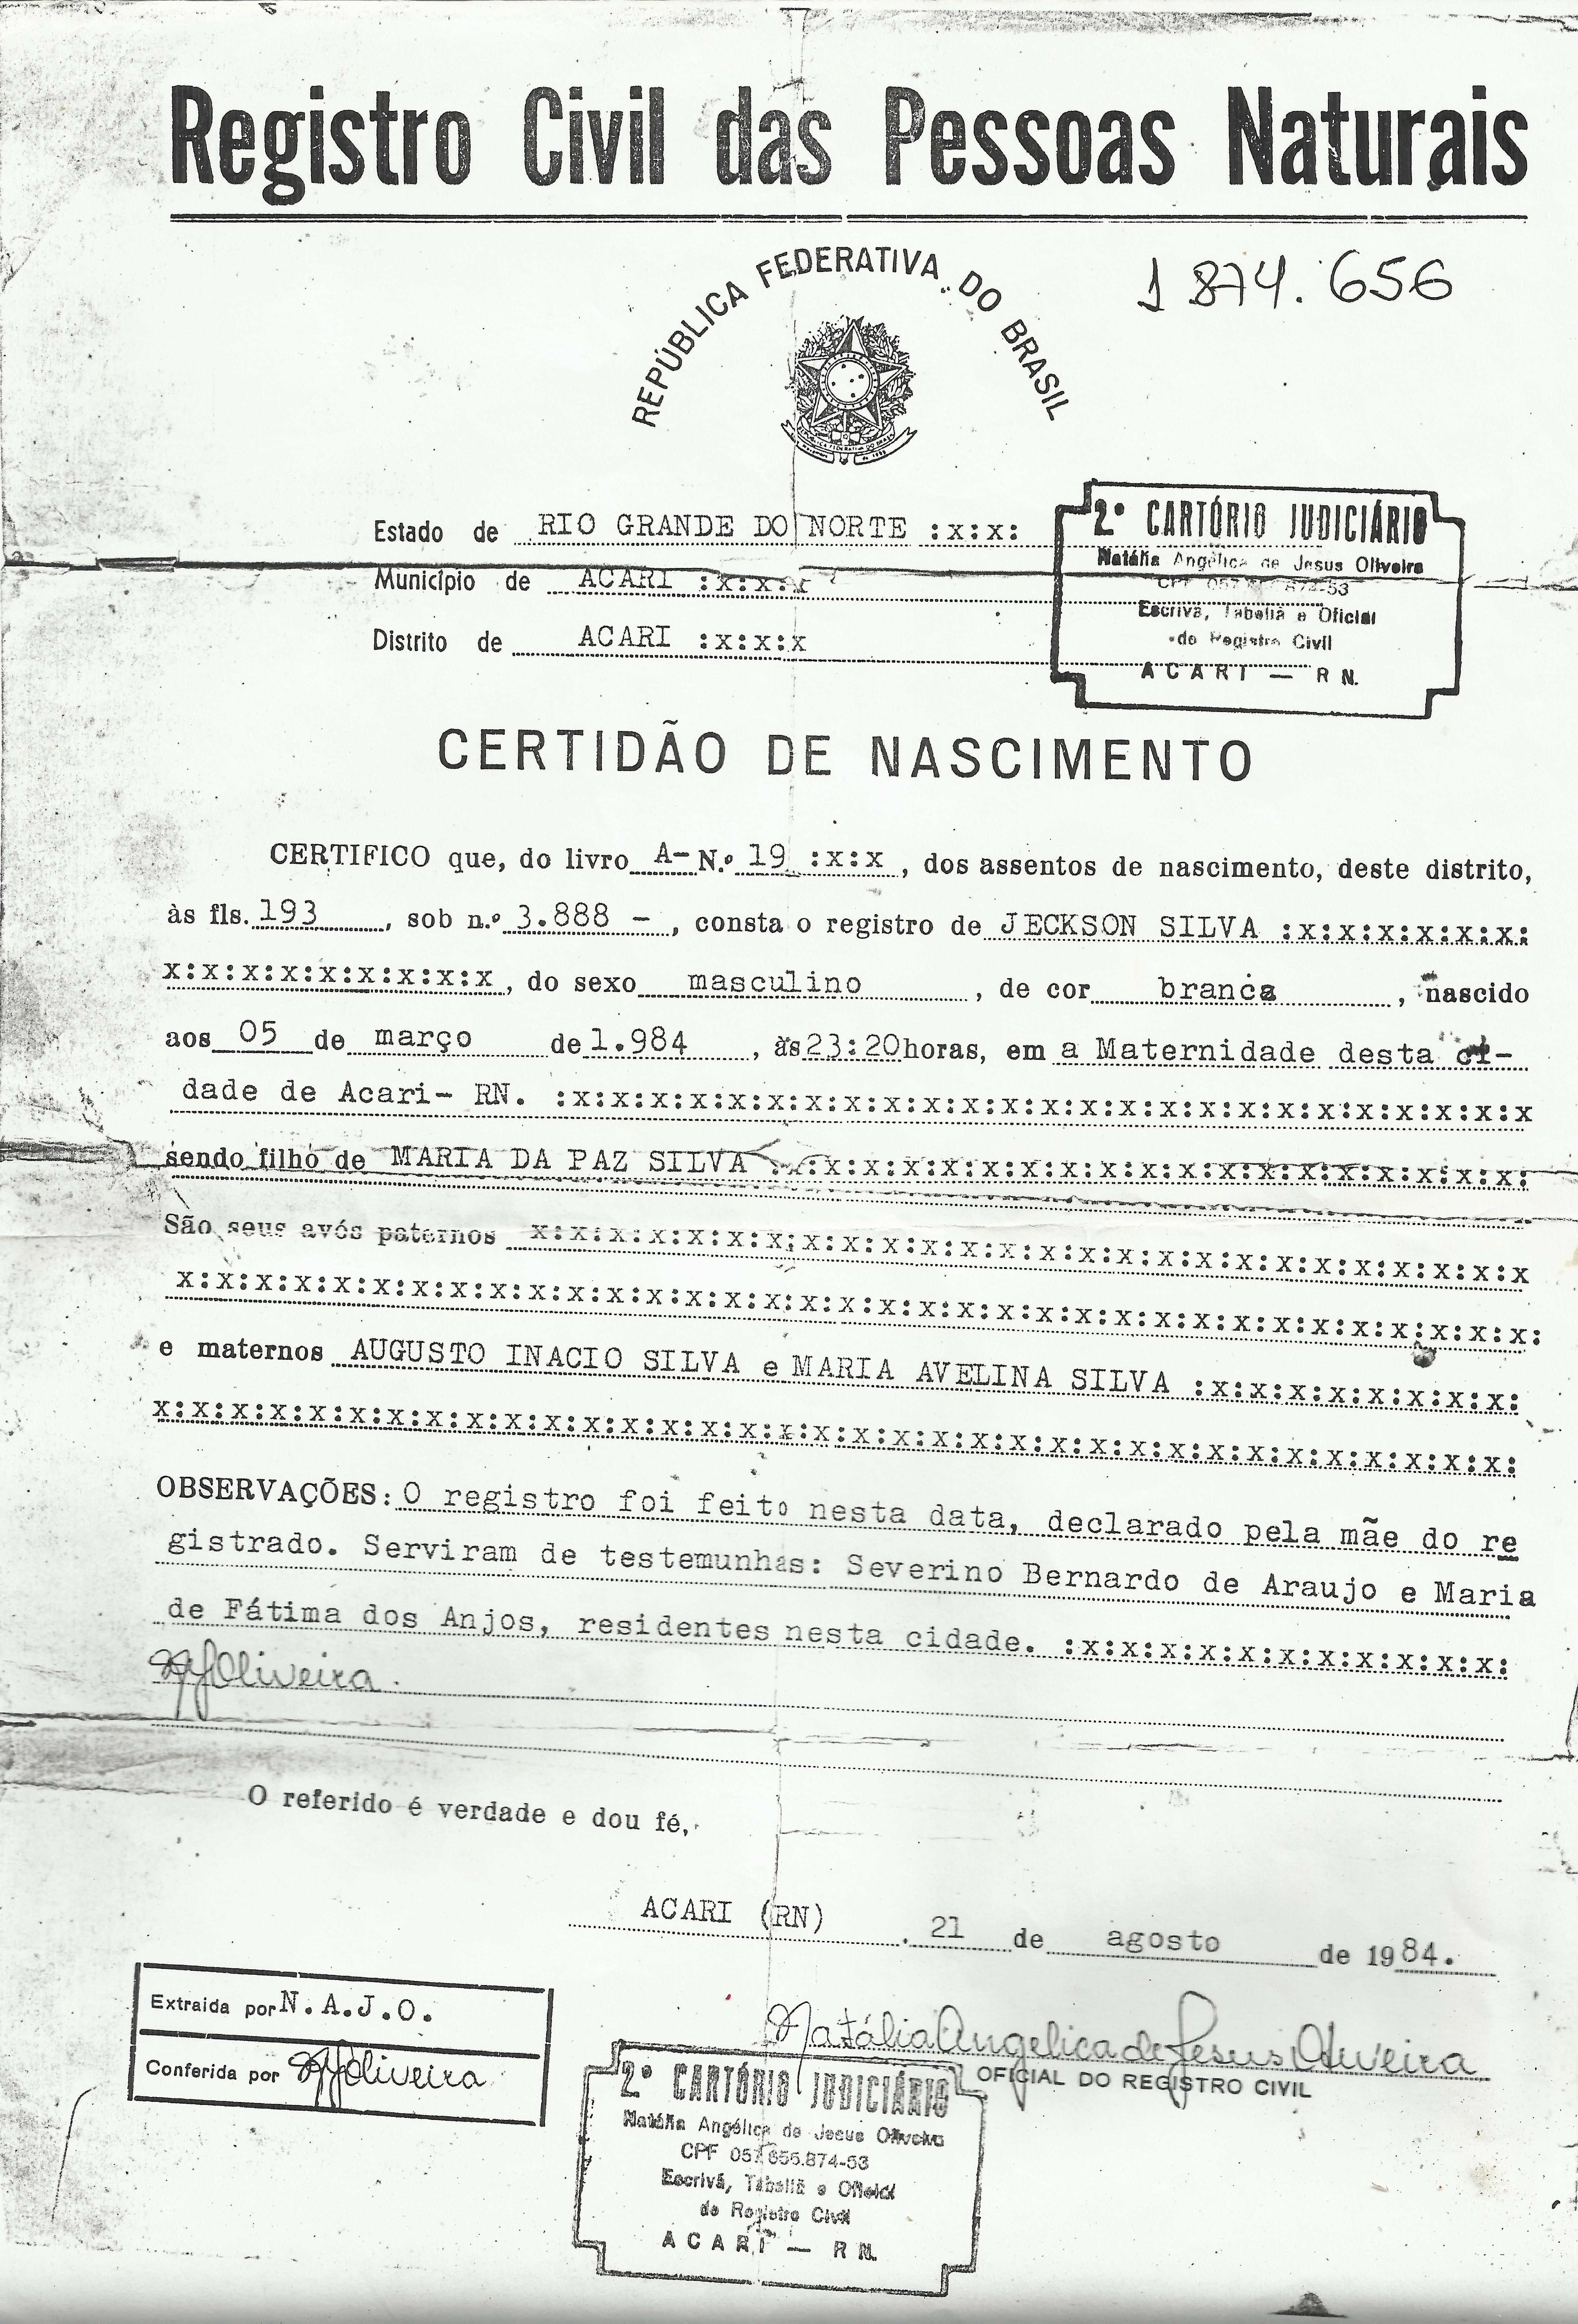 Registro Civil das Pessoas Naturais
REPÚBLICA FEDERATIVA DO BRASIL
1 874.656
Estado de RIO GRANDE DO NORTE :x:x:
Município de ACARI :x:x:x
Distrito de ACARI :x:x:x
2º CARTÓRIO JUDICIÁRIO
Natália Angélica de Jesus Oliveira
CPF 057 874-53
Escrivã, Tabeliã e Oficial
do Registro Civil
ACARI — RN.
CERTIDÃO DE NASCIMENTO
CERTIFICO que, do livro A- N.º 19 :x:x , dos assentos de nascimento, deste distrito,
às fls. 193 , sob n.º 3.888 - , consta o registro de JECKSON SILVA :x:x:x:x:x:x:
x:x:x:x:x:x:x:x:x , do sexo masculino , de cor branca , nascido
aos 05 de março de 1.984 , às 23:20 horas, em a Maternidade desta ci-
dade de Acari- RN. :x:x:x:x:x:x:x:x:x:x:x:x:x:x:x:x:x:x:x:x:x:x:x:x:x
sendo filho de MARIA DA PAZ SILVA :x:x:x:x:x:x:x:x:x:x:x:x:x:x:x:x:x:x:x:
São seus avós paternos x:x:x:x:x:x:x:x:x:x:x:x:x:x:x:x:x:x:x:x:x:x:x:x:x:x
x:x:x:x:x:x:x:x:x:x:x:x:x:x:x:x:x:x:x:x:x:x:x:x:x:x:x:x:x:x:x:x:x:x:x:
e maternos AUGUSTO INACIO SILVA e MARIA AVELINA SILVA :x:x:x:x:x:x:x:x:
x:x:x:x:x:x:x:x:x:x:x:x:x:x:x:x:x:x:x:x:x:x:x:x:x:x:x:x:x:x:x:x:x:x:x:
OBSERVAÇÕES: O registro foi feito nesta data, declarado pela mãe do re
gistrado. Serviram de testemunhas: Severino Bernardo de Araujo e Maria
de Fátima dos Anjos, residentes nesta cidade. :x:x:x:x:x:x:x:x:x:x:x:
Oliveira.
O referido é verdade e dou fé,
ACARI (RN) . 21 de agosto de 1984.
Extraida por N.A.J.O.
Conferida por Oliveira
Natália Angelica de Jesus Oliveira
OFICIAL DO REGISTRO CIVIL
2º CARTÓRIO JUDICIÁRIO
Natália Angélica de Jesus Oliveira
CPF 057.656.874-53
Escrivã, Tabeliã e Oficial
do Registro Civil
ACARI — RN.